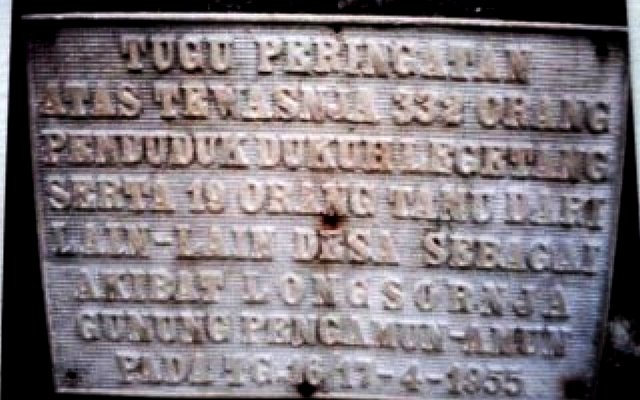 TUGU PERINGATAN
ATAS TEWASNJA 332 ORANG
PENDUDUK DUKUH LEGETANG
SERTA 19 ORANG TAMU DARI
LAIN-LAIN DESA SEBAGAI
AKIBAT LONGSORNJA
GUNUNG PENGAMUN-AMUN
PADA TG. 16/17-4-1955